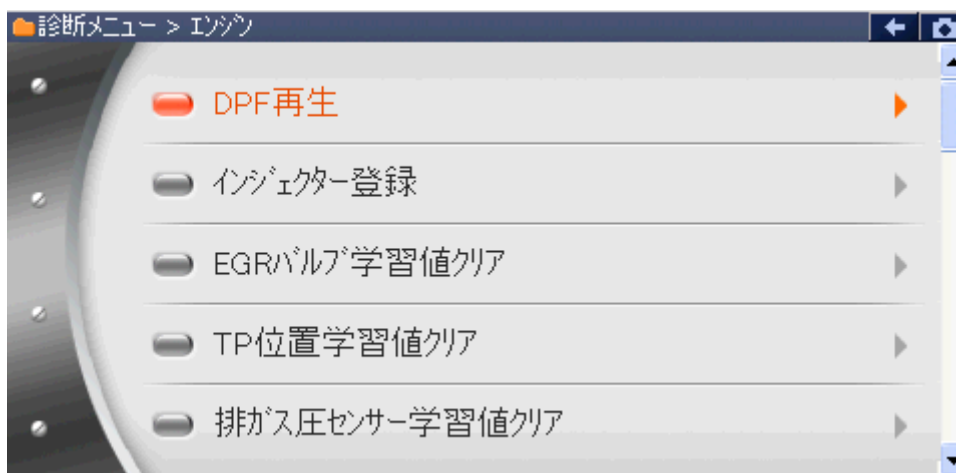 診断メニュー > エンジン
DPF再生
インジェクター登録
EGRバルブ学習値クリア
TP位置学習値クリア
排ガス圧センサー学習値クリア